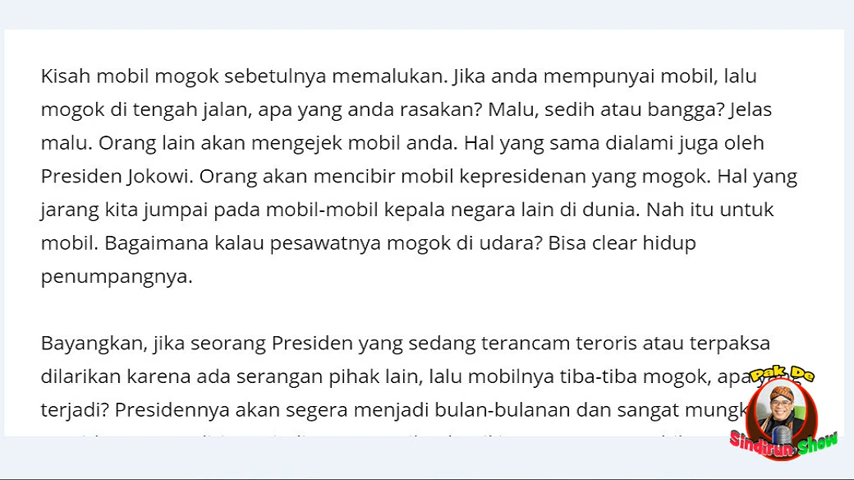 Kisah mobil mogok sebetulnya memalukan. Jika anda mempunyai mobil, lalu
mogok di tengah jalan, apa yang anda rasakan? Malu, sedih atau bangga? Jelas
malu. Orang lain akan mengejek mobil anda. Hal yang sama dialami juga oleh
Presiden Jokowi. Orang akan mencibir mobil kepresidenan yang mogok. Hal yang
jarang kita jumpai pada mobil-mobil kepala negara lain di dunia. Nah itu untuk
mobil. Bagaimana kalau pesawatnya mogok di udara? Bisa clear hidup
penumpangnya.
Bayangkan, jika seorang Presiden yang sedang terancam teroris atau terpaksa
dilarikan karena ada serangan pihak lain, lalu mobilnya tiba-tiba mogok,
terjadi? Presidennya akan segera menjadi bulan-bulanan dan sangat
Pak De
Sindirun Show